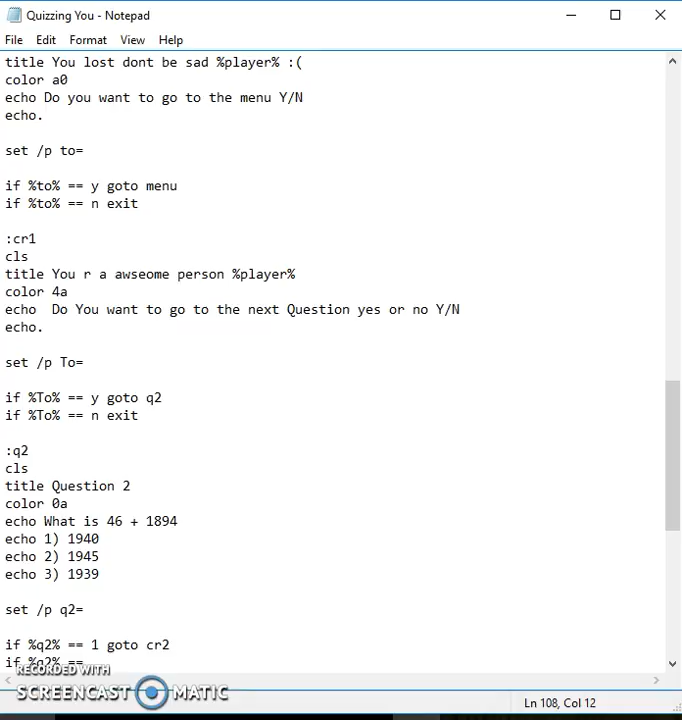 Quizzing You - Notepad
File Edit Format View Help
title You lost dont be sad %player% :(
color a0
echo Do you want to go to the menu Y/N
echo.
set /p to=
if %to% == y goto menu
if %to% == n exit
:cr1
cls
title You r a awseome person %player%
color 4a
echo  Do You want to go to the next Question yes or no Y/N
echo.
set /p To=
if %To% == y goto q2
if %To% == n exit
:q2
cls
title Question 2
color 0a
echo What is 46 + 1894
echo 1) 1940
echo 2) 1945
echo 3) 1939
set /p q2=
if %q2% == 1 goto cr2
if %q2% ==
RECORDED WITH
SCREENCAST MATIC
Ln 108, Col 12